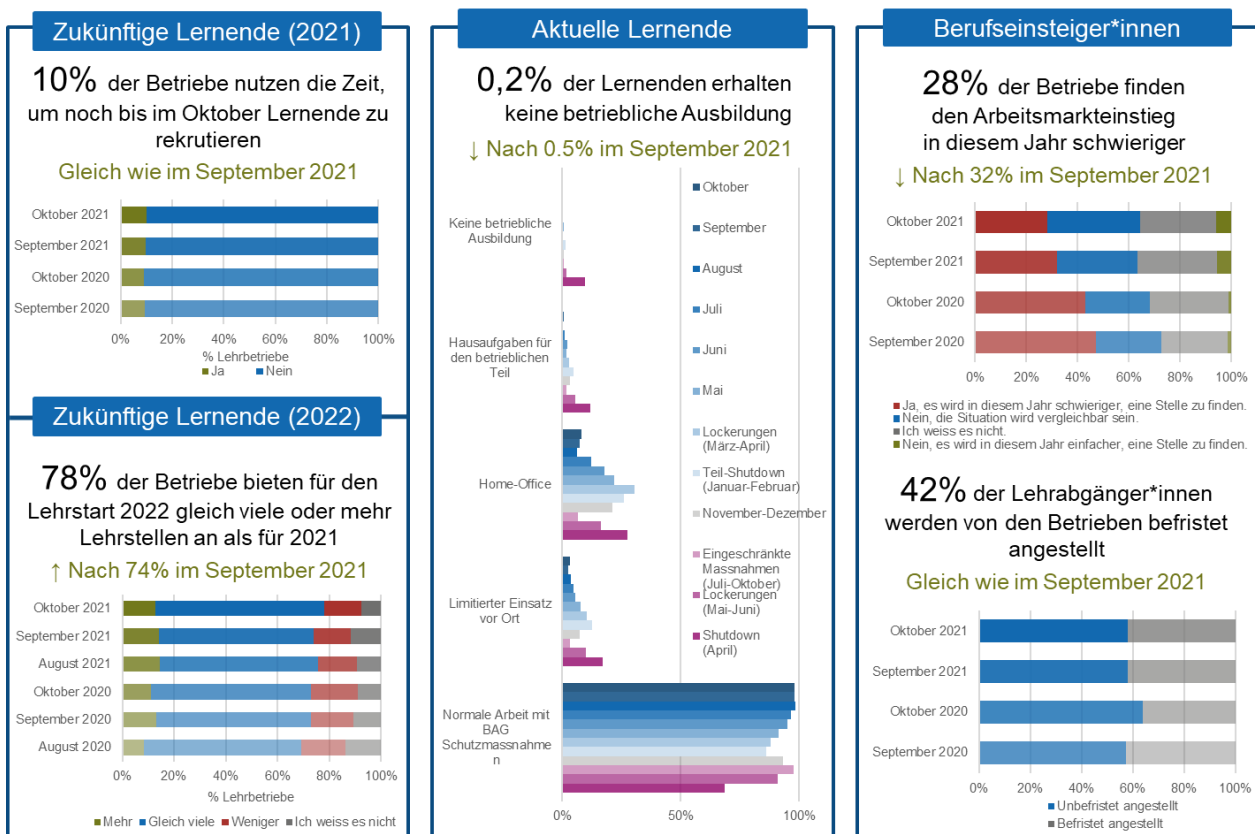 Zukünftige Lernende (2021)
10% der Betriebe nutzen die Zeit,
um noch bis im Oktober Lernende zu
rekrutieren
Gleich wie im September 2021
Oktober 2021
September 2021
Oktober 2020
September 2020
0% 20% 40% 60% 80% 100%
% Lehrbetriebe
Ja Nein
Zukünftige Lernende (2022)
78% der Betriebe bieten für den
Lehrstart 2022 gleich viele oder mehr
Lehrstellen an als für 2021
↑ Nach 74% im September 2021
Oktober 2021
September 2021
August 2021
Oktober 2020
September 2020
August 2020
0% 20% 40% 60% 80% 100%
% Lehrbetriebe
Mehr Gleich viele Weniger Ich weiss es nicht
Aktuelle Lernende
0,2% der Lernenden erhalten
keine betriebliche Ausbildung
↓ Nach 0.5% im September 2021
Keine betriebliche
Ausbildung
Hausaufgaben für
den betrieblichen
Teil
Home-Office
Limitierter Einsatz
vor Ort
Normale Arbeit mit
BAG
Schutzmassnahme
n
0% 50% 100%
Oktober
September
August
Juli
Juni
Mai
Lockerungen
(März-April)
Teil-Shutdown
(Januar-Februar)
November-Dezember
Eingeschränkte
Massnahmen
(Juli-Oktober)
Lockerungen
(Mai-Juni)
Shutdown
(April)
Berufseinsteiger*innen
28% der Betriebe finden
den Arbeitsmarkteinstieg
in diesem Jahr schwieriger
↓ Nach 32% im September 2021
Oktober 2021
September 2021
Oktober 2020
September 2020
0% 20% 40% 60% 80% 100%
Ja, es wird in diesem Jahr schwieriger, eine Stelle zu finden.
Nein, die Situation wird vergleichbar sein.
Ich weiss es nicht.
Nein, es wird in diesem Jahr einfacher, eine Stelle zu finden.
42% der Lehrabgänger*innen
werden von den Betrieben befristet
angestellt
Gleich wie im September 2021
Oktober 2021
September 2021
Oktober 2020
September 2020
0% 20% 40% 60% 80% 100%
Unbefristet angestellt
Befristet angestellt